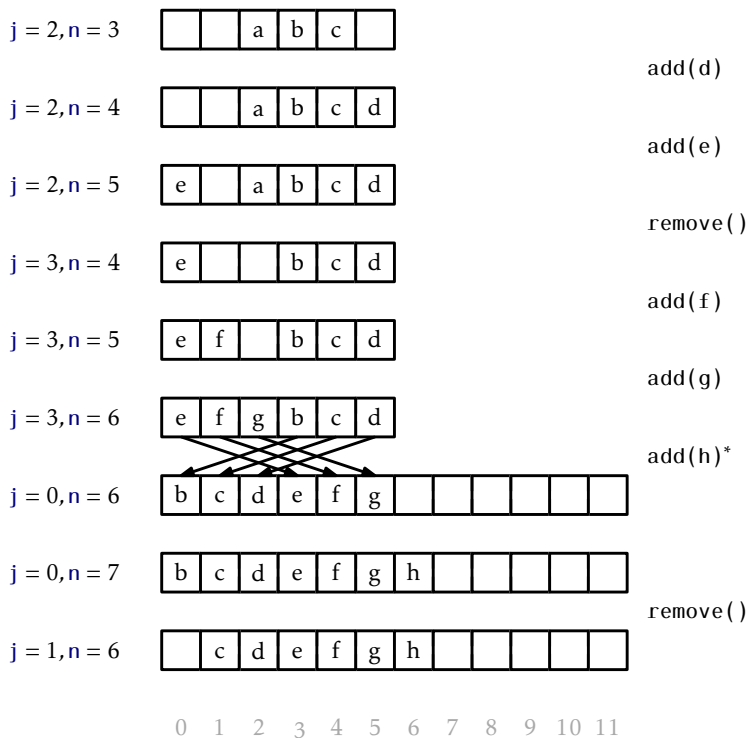 j = 2, n = 3 a b c
add(d)
j = 2, n = 4 a b c d
add(e)
j = 2, n = 5 e a b c d
remove()
j = 3, n = 4 e b c d
add(f)
j = 3, n = 5 e f b c d
add(g)
j = 3, n = 6 e f g b c d
add(h)*
j = 0, n = 6 b c d e f g
j = 0, n = 7 b c d e f g h
remove()
j = 1, n = 6 c d e f g h
0 1 2 3 4 5 6 7 8 9 10 11